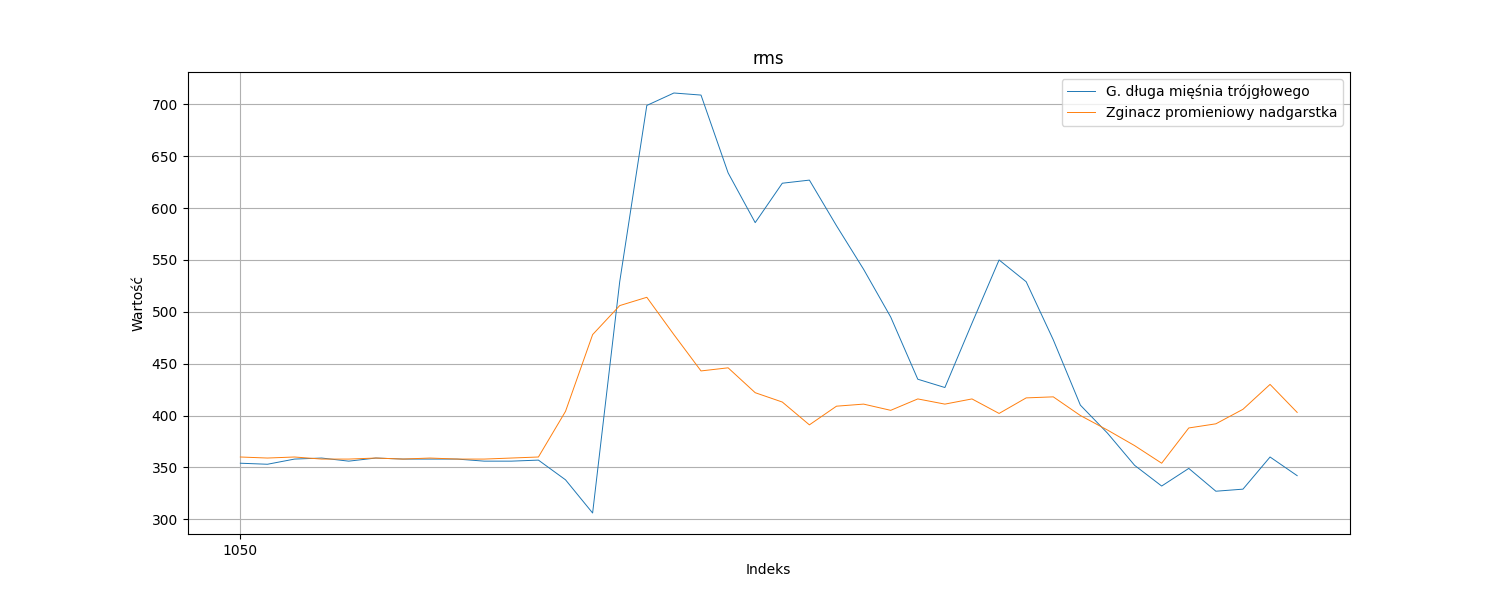 rms
G. długa mięśnia trójgłowego
Zginacz promieniowy nadgarstka
700
650
600
550
500
450
400
350
300
Wartość
1050
Indeks